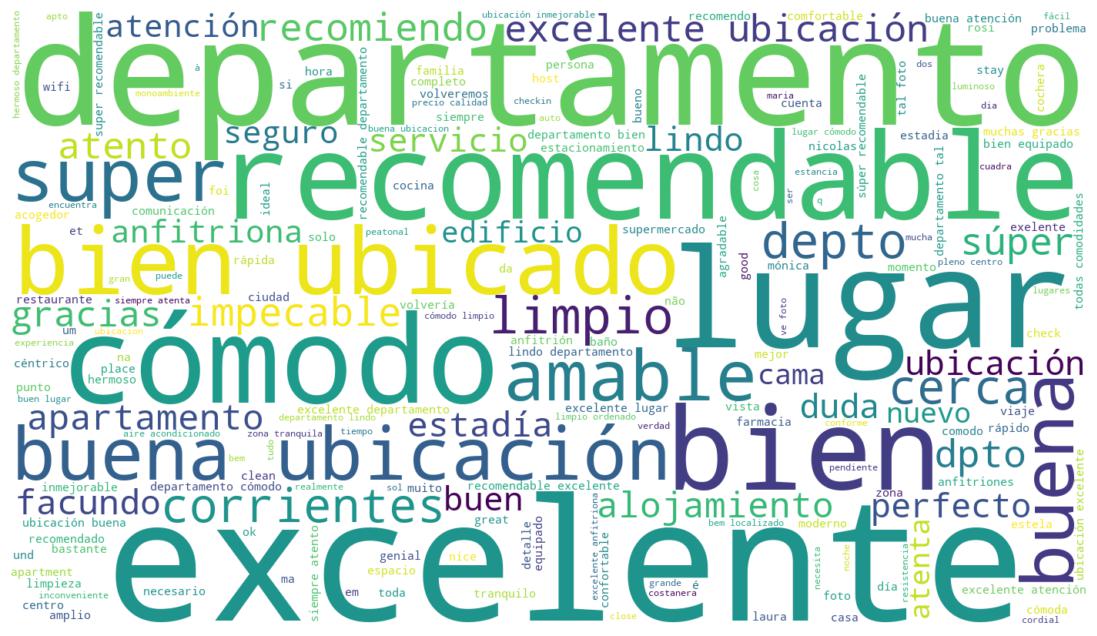 departamento
recomendable
excelente
lugar
bien ubicado
cómodo
bien
buena ubicación
super
buena
atención
recomiendo
excelente ubicación
ubicación inmejorable
recomendo
comfortable
buena atención
rosi
fácil
problema
apto
hermoso departamento
super recomendable
wifi
à
monoambiente
si
hora
familia
completo
volveremos
precio calidad
siempre
host
persona
checkin
auto
bueno
maria
cuenta
tal foto
dos
stay
luminoso
dia
cochera
atento
seguro
buena ubicacion
servicio
departamento bien
estacionamiento
lindo
lugar cómodo
nicolas
estancia
súper recomendable
estadia
muchas gracias
bien equipado
cuadra
departamento tal
recomendable departamento
foi
ideal
cocina
cosa
ser
q
encuentra
acogedor
comunicación
et
anfitriona
solo
peatonal
edificio
supermercado
agradable
good
depto
mucha
súper
exelente
pleno centro
todas comodidades
rápida
gran
puede
da
mónica
momento
lugares
restaurante
siempre atenta
ciudad
volvería
não
gracias
um
ubicacion
impecable
cómodo limpio
limpio
ve foto
check
experiencia
céntrico
na
place
hermoso
anfitrión
baño
lindo departamento
mejor
ubicación
punto
buen lugar
amable
cama
cerca
apartamento
excelente departamento
departamento lindo
estadía
excelente lugar
limpio ordenado
vista
farmacia
duda
nuevo
viaje
comodo
rápido
aire acondicionado
zona tranquila
tiempo
verdad
conforme
bem
tudo
clean
pendiente
dpto
anfitriones
inmejorable
departamento cómodo
realmente
sol
muito
recomendable excelente
zona
facundo
corrientes
buen
alojamiento
perfecto
ubicación buena
great
bem localizado
moderno
estela
recomendado
bastante
ok
detalle
equipado
excelente anfitriona
confortable
und
genial
nice
espacio
apartment
limpieza
inconveniente
centro
amplio
necesario
ma
siempre atento
em
toda
tranquilo
close
grande
é
costanera
laura
necesita
noche
foto
casa
día
resistencia
atenta
excelente atención
cómoda
cordial
ubicación excelente